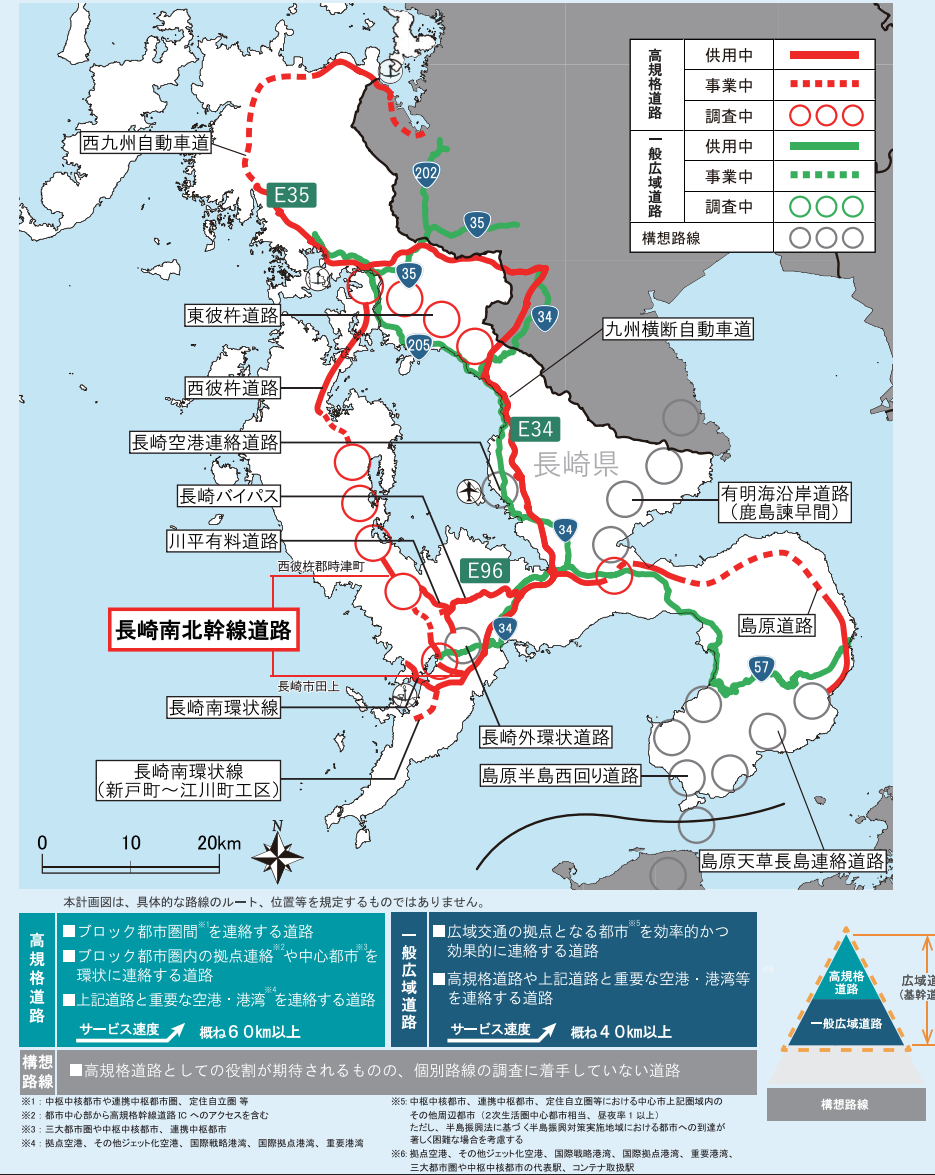 高規格道路
供用中
事業中
調査中
一般広域道路
供用中
事業中
調査中
構想路線
西九州自動車道
E35
202
35
35
34
東彼杵道路
205
九州横断自動車道
西彼杵道路
E34
長崎県
長崎空港連絡道路
長崎バイパス
有明海沿岸道路
(鹿島諫早間)
川平有料道路
34
西彼杵郡時津町
E96
長崎南北幹線道路
34
島原道路
57
長崎市田上
長崎南環状線
長崎外環状道路
長崎南環状線
(新戸町~江川町工区)
島原半島西回り道路
島原天草長島連絡道路
N
0 10 20km
本計画図は、具体的な路線のルート、位置等を規定するものではありません。
高規格道路
■ブロック都市圏間※1を連絡する道路
■ブロック都市圏内の拠点連絡※2や中心都市※3を
環状に連絡する道路
■上記道路と重要な空港・港湾※4を連絡する道路
サービス速度 概ね60km以上
一般広域道路
■広域交通の拠点となる都市※5を効率的かつ
効果的に連絡する道路
■高規格道路や上記道路と重要な空港・港湾等
を連絡する道路
サービス速度 概ね40km以上
構想路線
■高規格道路としての役割が期待されるものの、個別路線の調査に着手していない道路
高規格
道路
一般広域道路
構想路線
広域道
(基幹道
※1:中枢中核都市や連携中枢都市圏、定住自立圏 等
※2:都市中心部から高規格幹線道路ICへのアクセスを含む
※3:三大都市圏や中枢中核都市、連携中枢都市
※4:拠点空港、その他ジェット化空港、国際戦略港湾、国際拠点港湾、重要港湾
※5:中枢中核都市、連携中枢都市、定住自立圏等における中心市上記圏域内の
その他周辺都市(2次生活圏中心都市相当、昼夜率1以上)
ただし、半島振興法に基づく半島振興対策実施地域における都市への到達が
著しく困難な場合を考慮する
※6:拠点空港、その他ジェット化空港、国際戦略港湾、国際拠点港湾、重要港湾、
三大都市圏や中枢中核都市の代表駅、コンテナ取扱駅